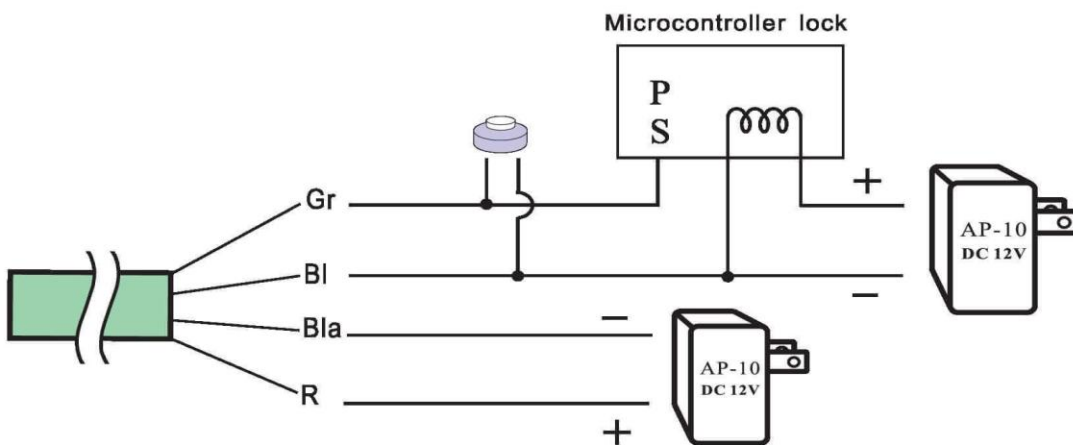 Microcontroller lock
P
S
Gr
+
AP-10
DC 12V
Bl
−
Bla
−
AP-10
DC 12V
R
+